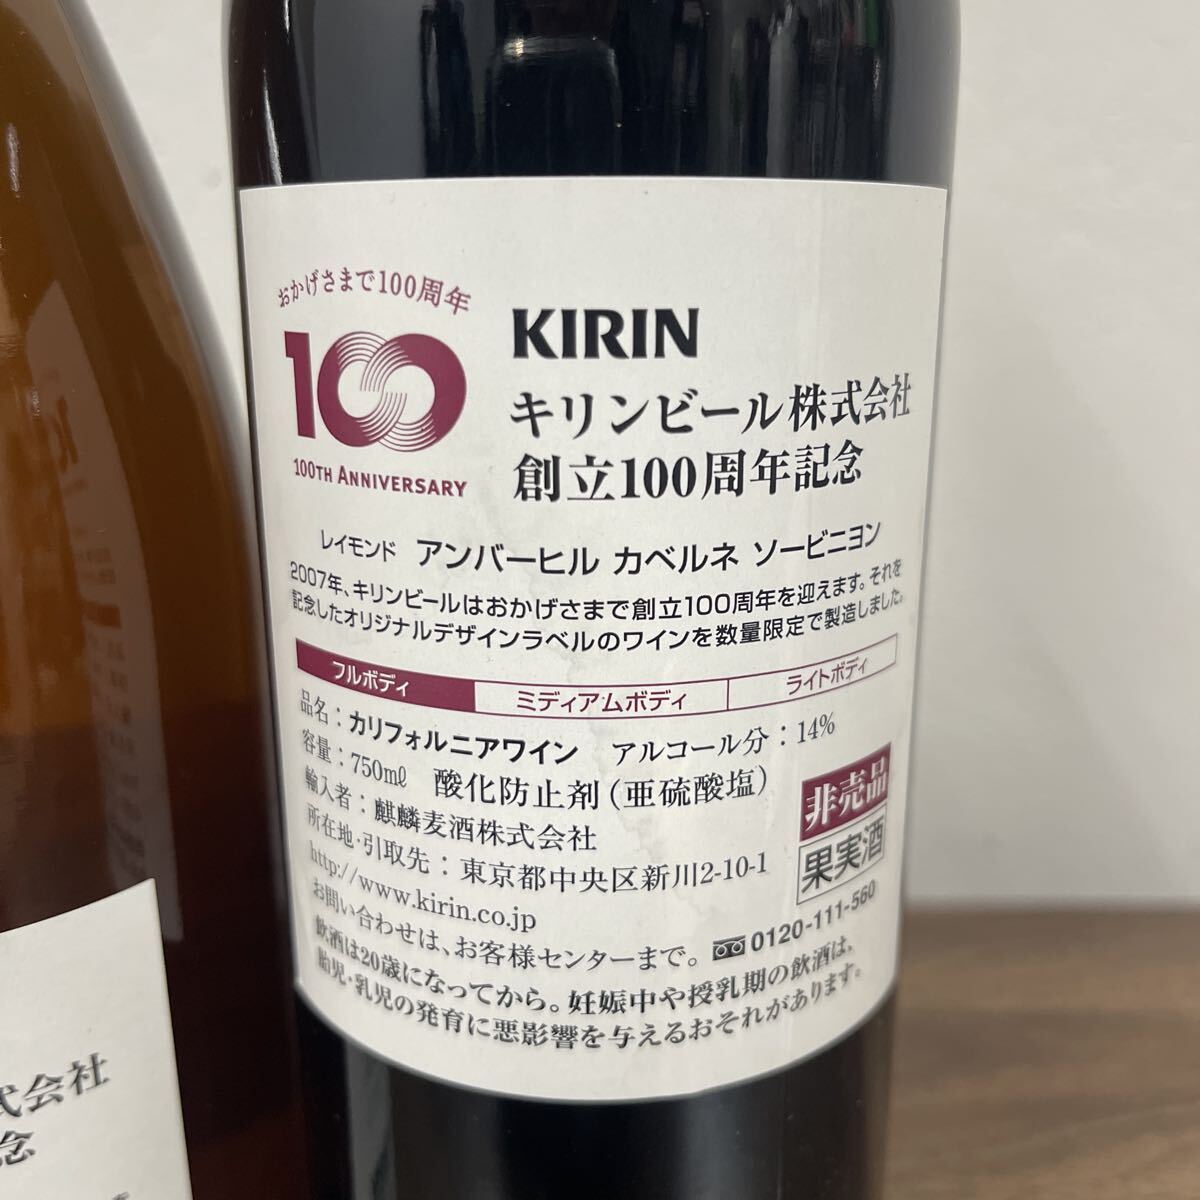 おかげさまで100周年
100
100TH ANNIVERSARY
KIRIN
キリンビール株式会社
創立100周年記念
レイモンド アンバーヒル カベルネ ソービニヨン
2007年、キリンビールはおかげさまで創立100周年を迎えます。それを
記念したオリジナルデザインラベルのワインを数量限定で製造しました。
フルボディ ミディアムボディ ライトボディ
品名：カリフォルニアワイン アルコール分：14%
容量：750mℓ 酸化防止剤（亜硫酸塩）
輸入者：麒麟麦酒株式会社
所在地・引取先：東京都中央区新川2-10-1
http://www.kirin.co.jp
非売品
果実酒
お問い合わせは、お客様センターまで。 0120-111-560
飲酒は20歳になってから。妊娠中や授乳期の飲酒は、
胎児・乳児の発育に悪影響を与えるおそれがあります。
式会社
念